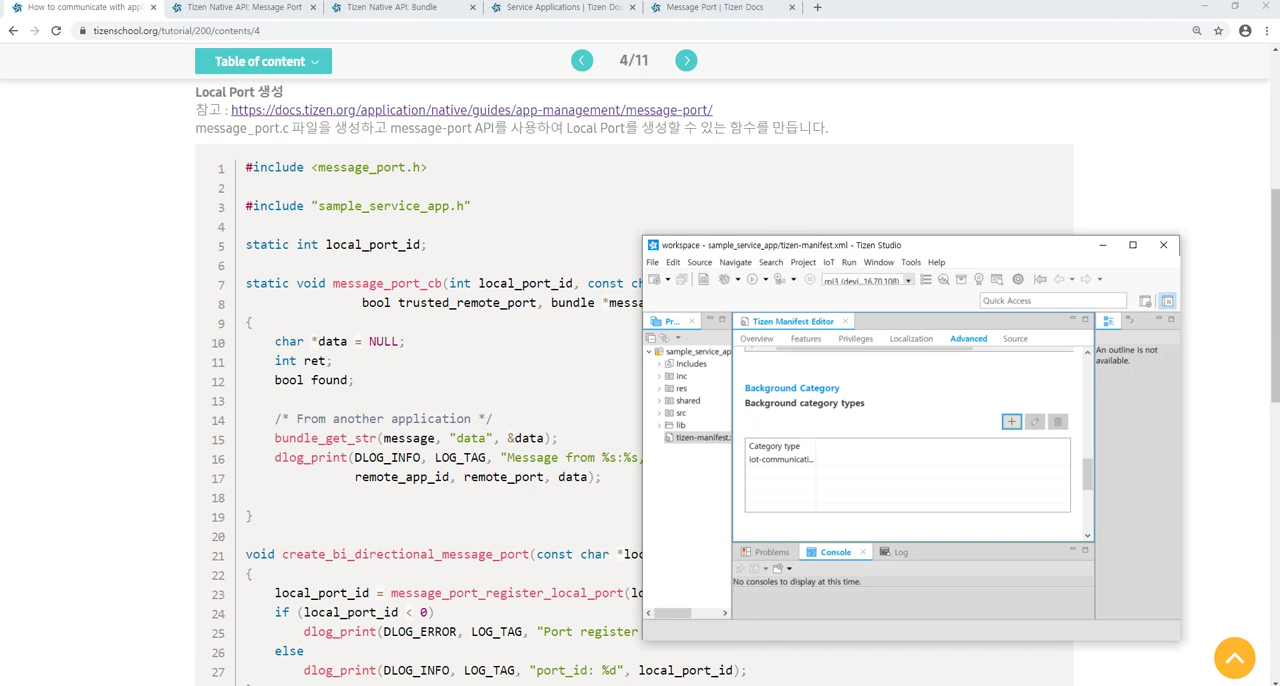 How to communicate with appl
Tizen Native API: Message Port
Tizen Native API: Bundle
Service Applications | Tizen Doc
Message Port | Tizen Docs
tizenschool.org/tutorial/200/contents/4
Table of content
4/11
Local Port 생성
참고 : https://docs.tizen.org/application/native/guides/app-management/message-port/
message_port.c 파일을 생성하고 message-port API를 사용하여 Local Port를 생성할 수 있는 함수를 만듭니다.
1 #include <message_port.h>
2
3 #include "sample_service_app.h"
4
5 static int local_port_id;
6
7 static void message_port_cb(int local_port_id, const ch
8 bool trusted_remote_port, bundle *messa
9 {
10 char *data = NULL;
11 int ret;
12 bool found;
13
14 /* From another application */
15 bundle_get_str(message, "data", &data);
16 dlog_print(DLOG_INFO, LOG_TAG, "Message from %s:%s,
17 remote_app_id, remote_port, data);
18
19 }
20
21 void create_bi_directional_message_port(const char *loc
22 {
23 local_port_id = message_port_register_local_port(lo
24 if (local_port_id < 0)
25 dlog_print(DLOG_ERROR, LOG_TAG, "Port register
26 else
27 dlog_print(DLOG_INFO, LOG_TAG, "port_id: %d", local_port_id);
workspace - sample_service_app/tizen-manifest.xml - Tizen Studio
File Edit Source Navigate Search Project IoT Run Window Tools Help
rpi3 (devi...16.70.108)
Quick Access
Pr...
Tizen Manifest Editor
Overview Features Privileges Localization Advanced Source
sample_service_ap
Includes
inc
res
shared
src
lib
tizen-manifest.
Background Category
Background category types
Category type
iot-communicati...
An outline is not
available.
Problems Console Log
No consoles to display at this time.